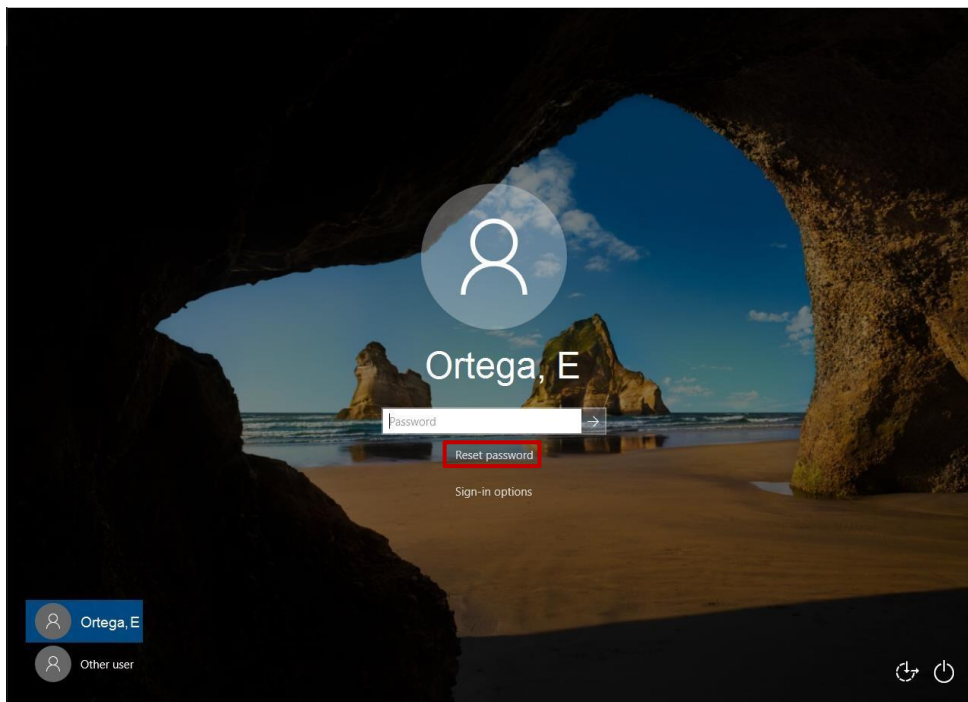 Ortega, E
Password
Reset password
Sign-in options
Ortega, E
Other user